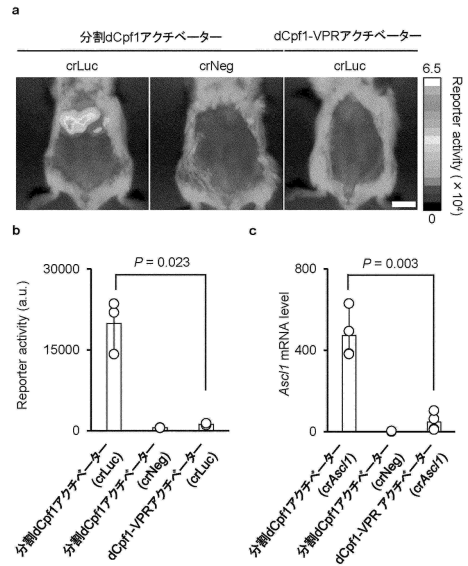 a
分割dCpf1アクチベーター dCpf1-VPRアクチベーター
crLuc crNeg crLuc
6.5
Reporter activity (×10⁴)
0
b
P = 0.023
Reporter activity (a.u.)
30000
15000
0
分割dCpf1アクチベーター
(crLuc)
分割dCpf1アクチベーター
(crNeg)
dCpf1-VPRアクチベーター
(crLuc)
c
P = 0.003
Ascl1 mRNA level
800
400
0
分割dCpf1アクチベーター
(crAscl1)
分割dCpf1アクチベーター
(crNeg)
dCpf1-VPR アクチベーター
(crAscl1)